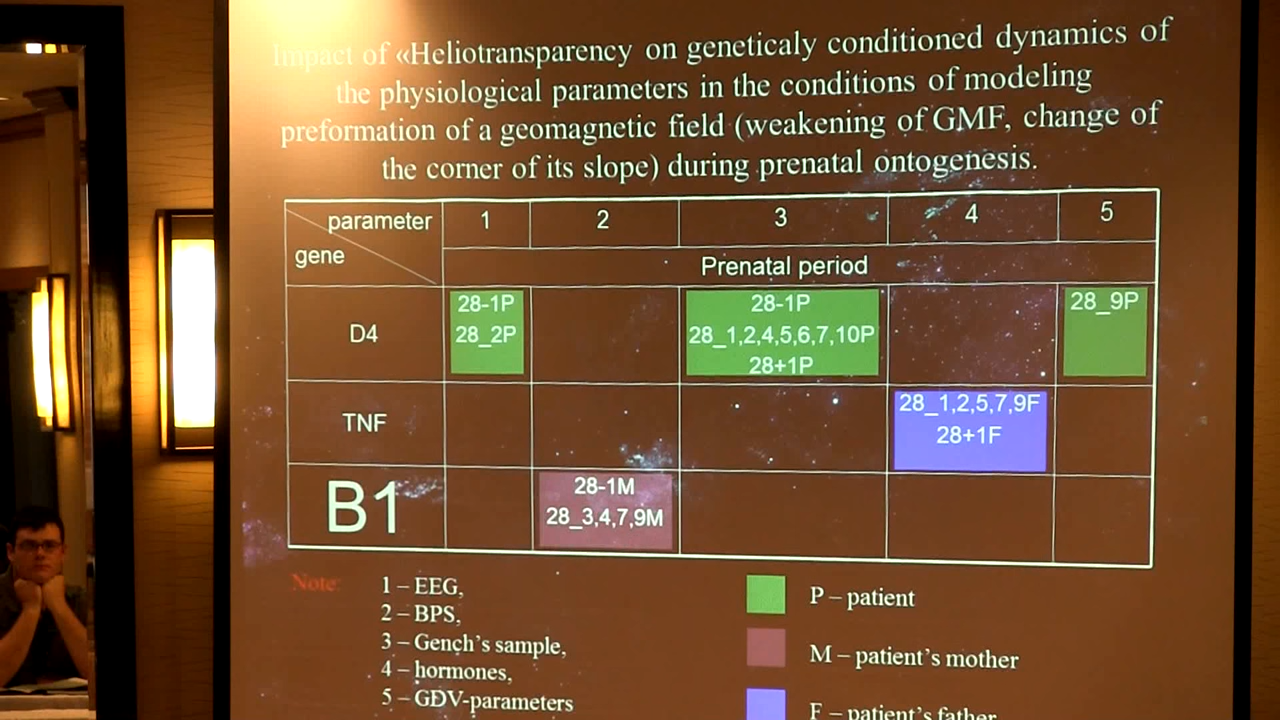 Impact of «Heliotransparency on geneticaly conditioned dynamics of
the physiological parameters in the conditions of modeling
preformation of a geomagnetic field (weakening of GMF, change of
the corner of its slope) during prenatal ontogenesis.
parameter 1 2 3 4 5
gene
Prenatal period
28-1P 28-1P 28_9P
D4 28_2P 28_1,2,4,5,6,7,10P
28+1P
TNF 28_1,2,5,7,9F
28+1F
B1 28-1M
28_3,4,7,9M
Note:
1 – EEG,
2 – BPS,
3 – Gench's sample,
4 – hormones,
5 – GDV-parameters
P – patient
M – patient's mother
F – patient's father